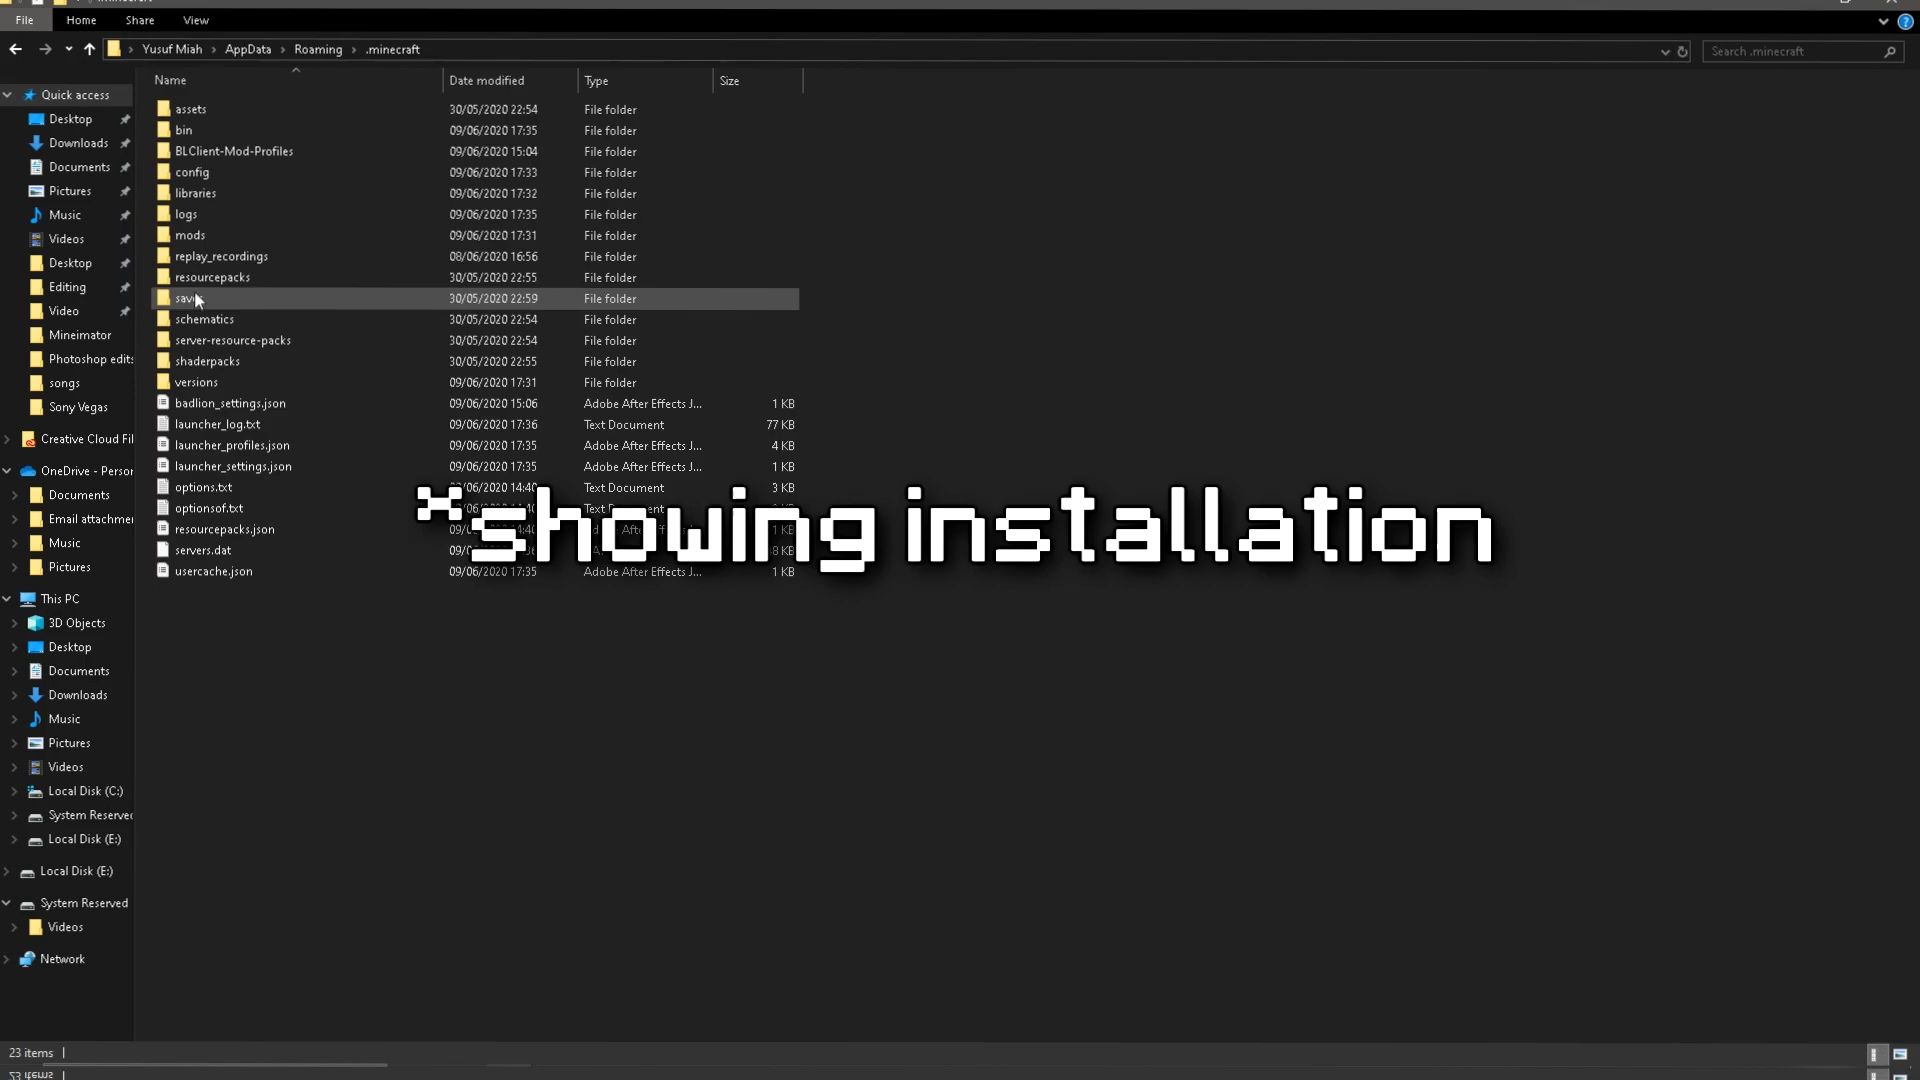 File Home Share View
Yusuf Miah AppData Roaming .minecraft Search .minecraft
Name Date modified Type Size
Quick access
Desktop
Downloads
Documents
Pictures
Music
Videos
Desktop
Editing
Video
Mineimator
Photoshop edits
songs
Sony Vegas
Creative Cloud Fil
OneDrive - Person
Documents
Email attachmen
Music
Pictures
This PC
3D Objects
Desktop
Documents
Downloads
Music
Pictures
Videos
Local Disk (C:)
System Reserved
Local Disk (E:)
Local Disk (E:)
System Reserved
Videos
Network
assets 30/05/2020 22:54 File folder
bin 09/06/2020 17:35 File folder
BLClient-Mod-Profiles 09/06/2020 15:04 File folder
config 09/06/2020 17:33 File folder
libraries 09/06/2020 17:32 File folder
logs 09/06/2020 17:35 File folder
mods 09/06/2020 17:31 File folder
replay_recordings 08/06/2020 16:56 File folder
resourcepacks 30/05/2020 22:55 File folder
saves 30/05/2020 22:59 File folder
schematics 30/05/2020 22:54 File folder
server-resource-packs 30/05/2020 22:54 File folder
shaderpacks 30/05/2020 22:55 File folder
versions 09/06/2020 17:31 File folder
badlion_settings.json 09/06/2020 15:06 Adobe After Effects J... 1 KB
launcher_log.txt 09/06/2020 17:36 Text Document 77 KB
launcher_profiles.json 09/06/2020 17:35 Adobe After Effects J... 4 KB
launcher_settings.json 09/06/2020 17:35 Adobe After Effects J... 1 KB
options.txt 14:40 Text Document 3 KB
optionsof.txt
resourcepacks.json
servers.dat
usercache.json 09/06/2020 17:35 Adobe After Effects J... 1 KB
*showing installation
23 items
23 items